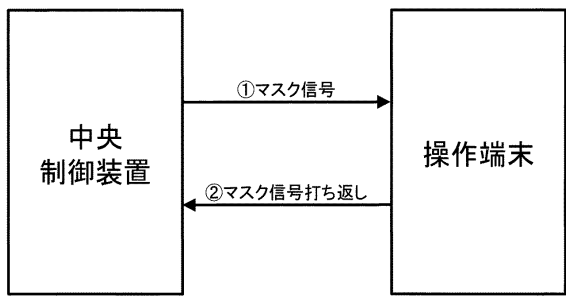 中央
制御装置
①マスク信号
②マスク信号打ち返し
操作端末